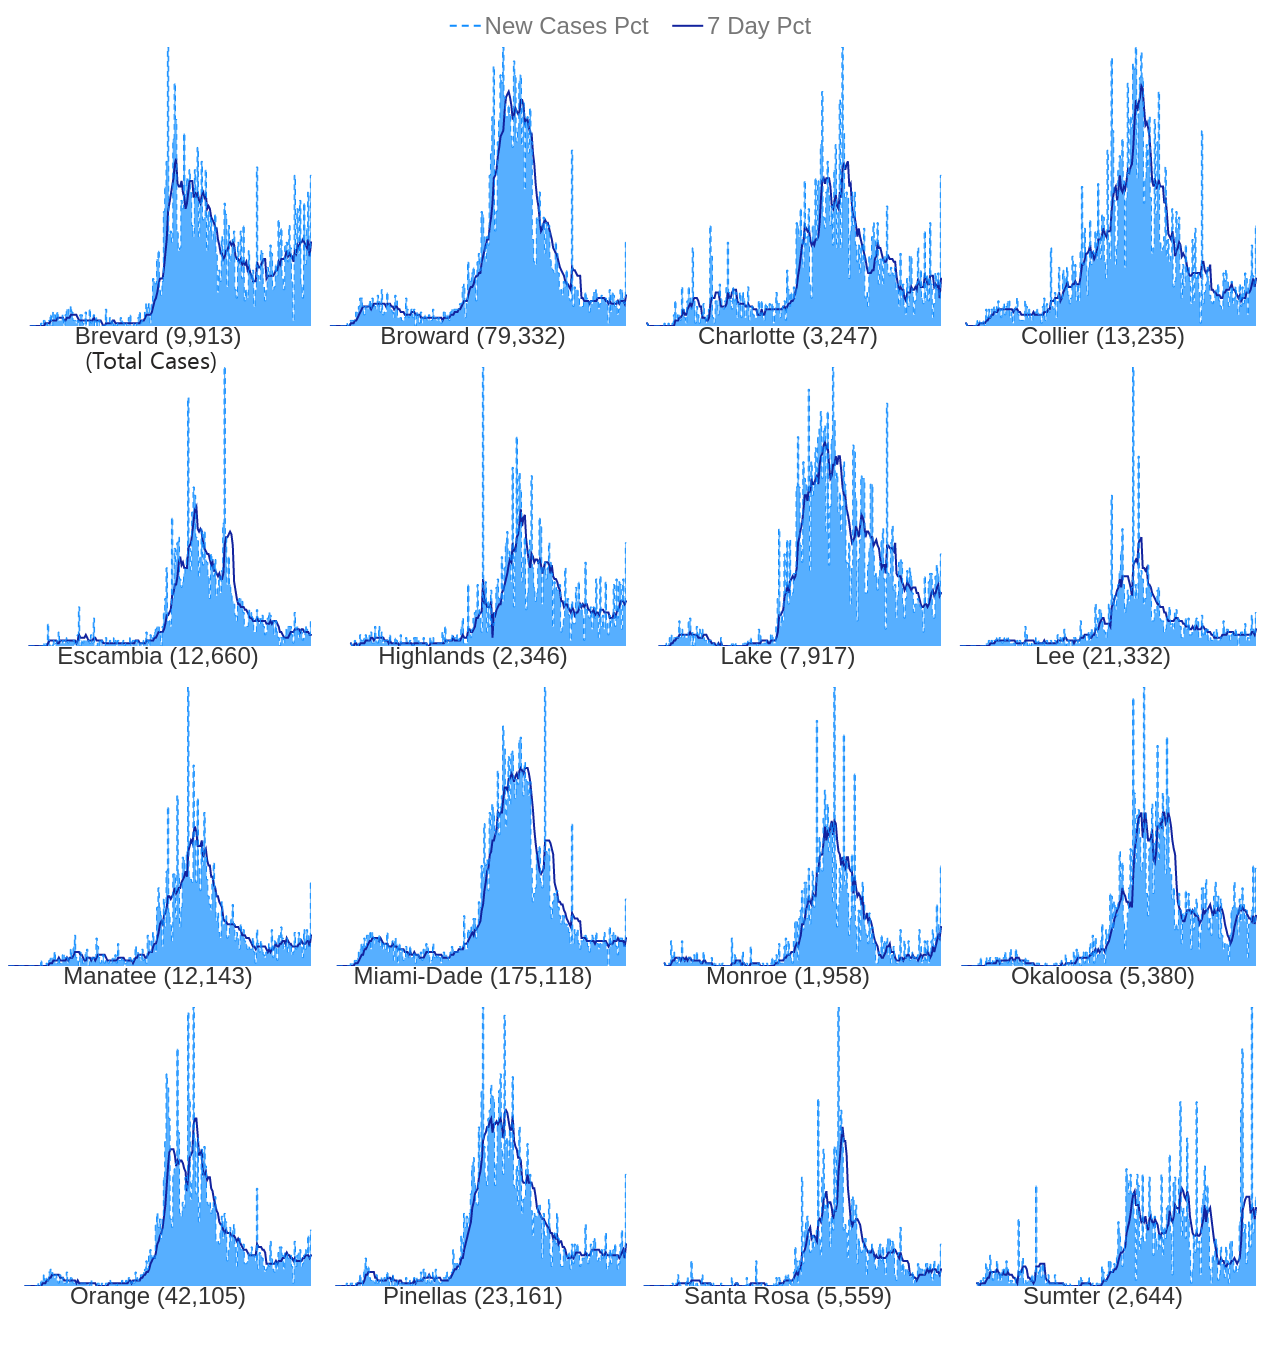 New Cases Pct 7 Day Pct
Brevard (9,913) Broward (79,332) Charlotte (3,247) Collier (13,235)
(Total Cases)
Escambia (12,660) Highlands (2,346) Lake (7,917) Lee (21,332)
Manatee (12,143) Miami-Dade (175,118) Monroe (1,958) Okaloosa (5,380)
Orange (42,105) Pinellas (23,161) Santa Rosa (5,559) Sumter (2,644)